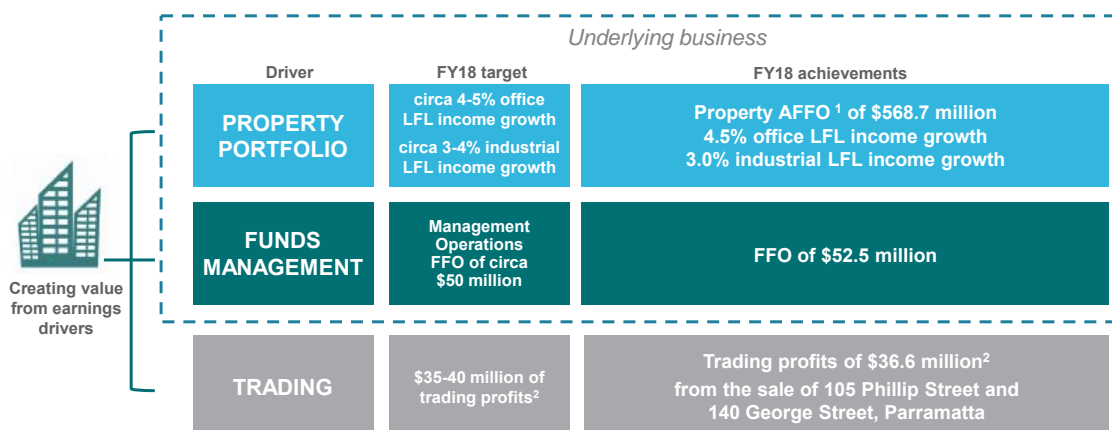 Underlying business
Driver
FY18 target
FY18 achievements
PROPERTY
PORTFOLIO
circa 4-5% office
LFL income growth
circa 3-4% industrial
LFL income growth
Property AFFO ¹ of $568.7 million
4.5% office LFL income growth
3.0% industrial LFL income growth
FUNDS
MANAGEMENT
Management
Operations
FFO of circa
$50 million
FFO of $52.5 million
Creating value
from earnings
drivers
TRADING
$35-40 million of
trading profits²
Trading profits of $36.6 million²
from the sale of 105 Phillip Street and
140 George Street, Parramatta